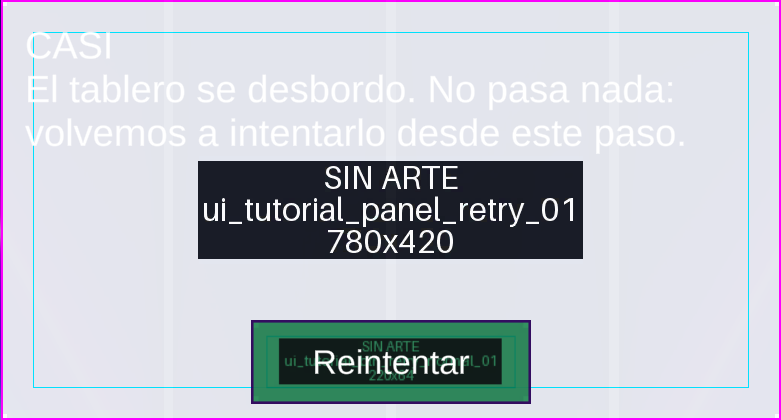 CASI
El tablero se desbordo. No pasa nada:
volvemos a intentarlo desde este paso.
SIN ARTE
ui_tutorial_panel_retry_01
780x420
SIN ARTE
Reintentar
220x64